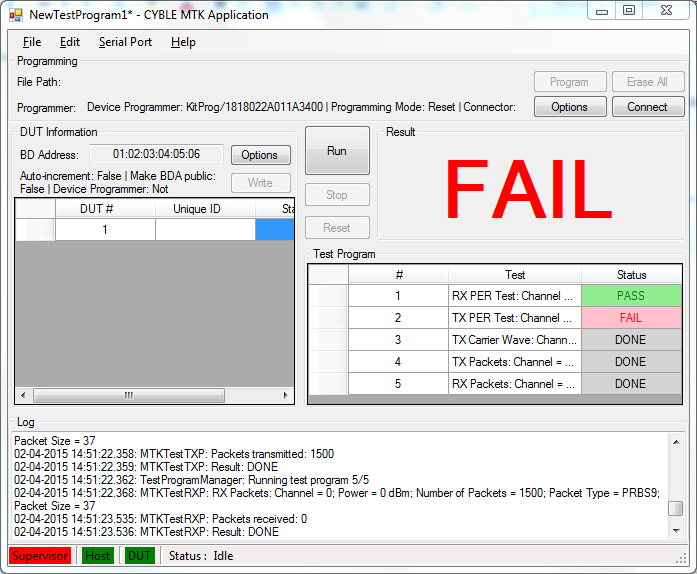 NewTestProgram1* - CYBLE MTK Application
File Edit Serial Port Help
Programming
File Path:
Program Erase All
Programmer: Device Programmer: KitProg/1818022A011A3400 | Programming Mode: Reset | Connector:
Options Connect
DUT Information
BD Address: 01:02:03:04:05:06 Options
Auto-increment: False | Make BDA public:
False | Device Programmer: Not
Write
DUT # Unique ID Sta
1
Run
Stop
Reset
Result
FAIL
Test Program
# Test Status
1 RX PER Test: Channel ... PASS
2 TX PER Test: Channel ... FAIL
3 TX Carrier Wave: Chann... DONE
4 TX Packets: Channel = ... DONE
5 RX Packets: Channel = ... DONE
Log
Packet Size = 37
02-04-2015 14:51:22.358: MTKTestTXP: Packets transmitted: 1500
02-04-2015 14:51:22.359: MTKTestTXP: Result: DONE
02-04-2015 14:51:22.362: TestProgramManager: Running test program 5/5
02-04-2015 14:51:22.368: MTKTestRXP: RX Packets: Channel = 0; Power = 0 dBm; Number of Packets = 1500; Packet Type = PRBS9;
Packet Size = 37
02-04-2015 14:51:23.535: MTKTestRXP: Packets received: 0
02-04-2015 14:51:23.536: MTKTestRXP: Result: DONE
Supervisor Host DUT Status : Idle